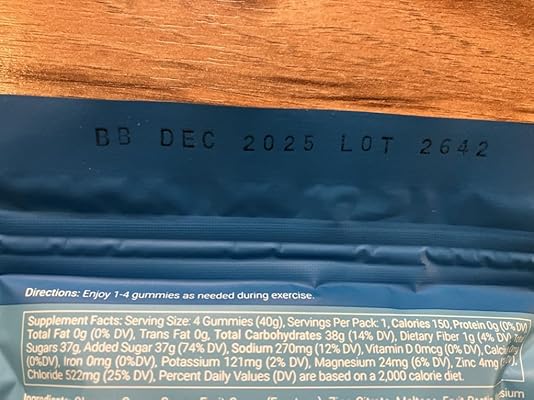 BB DEC 2025 LOT 2642
Directions: Enjoy 1-4 gummies as needed during exercise.
Supplement Facts: Serving Size: 4 Gummies (40g), Servings Per Pack: 1, Calories 150, Protein 0g (0% DV)
Total Fat 0g (0% DV), Trans Fat 0g, Total Carbohydrates 38g (14% DV), Dietary Fiber 1g (4% DV)
Sugars 37g, Added Sugar 37g (74% DV), Sodium 270mg (12% DV), Vitamin D 0mcg (0% DV),
(0%DV), Iron 0mg (0%DV), Potassium 121mg (2% DV), Magnesium 24mg (6% DV), Zinc 4mg
Chloride 522mg (25% DV), Percent Daily Values (DV) are based on a 2,000 calorie diet.